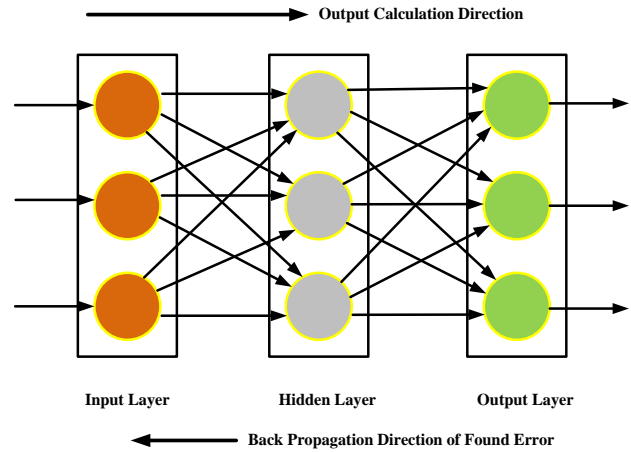 Output Calculation Direction
Input Layer
Hidden Layer
Output Layer
Back Propagation Direction of Found Error